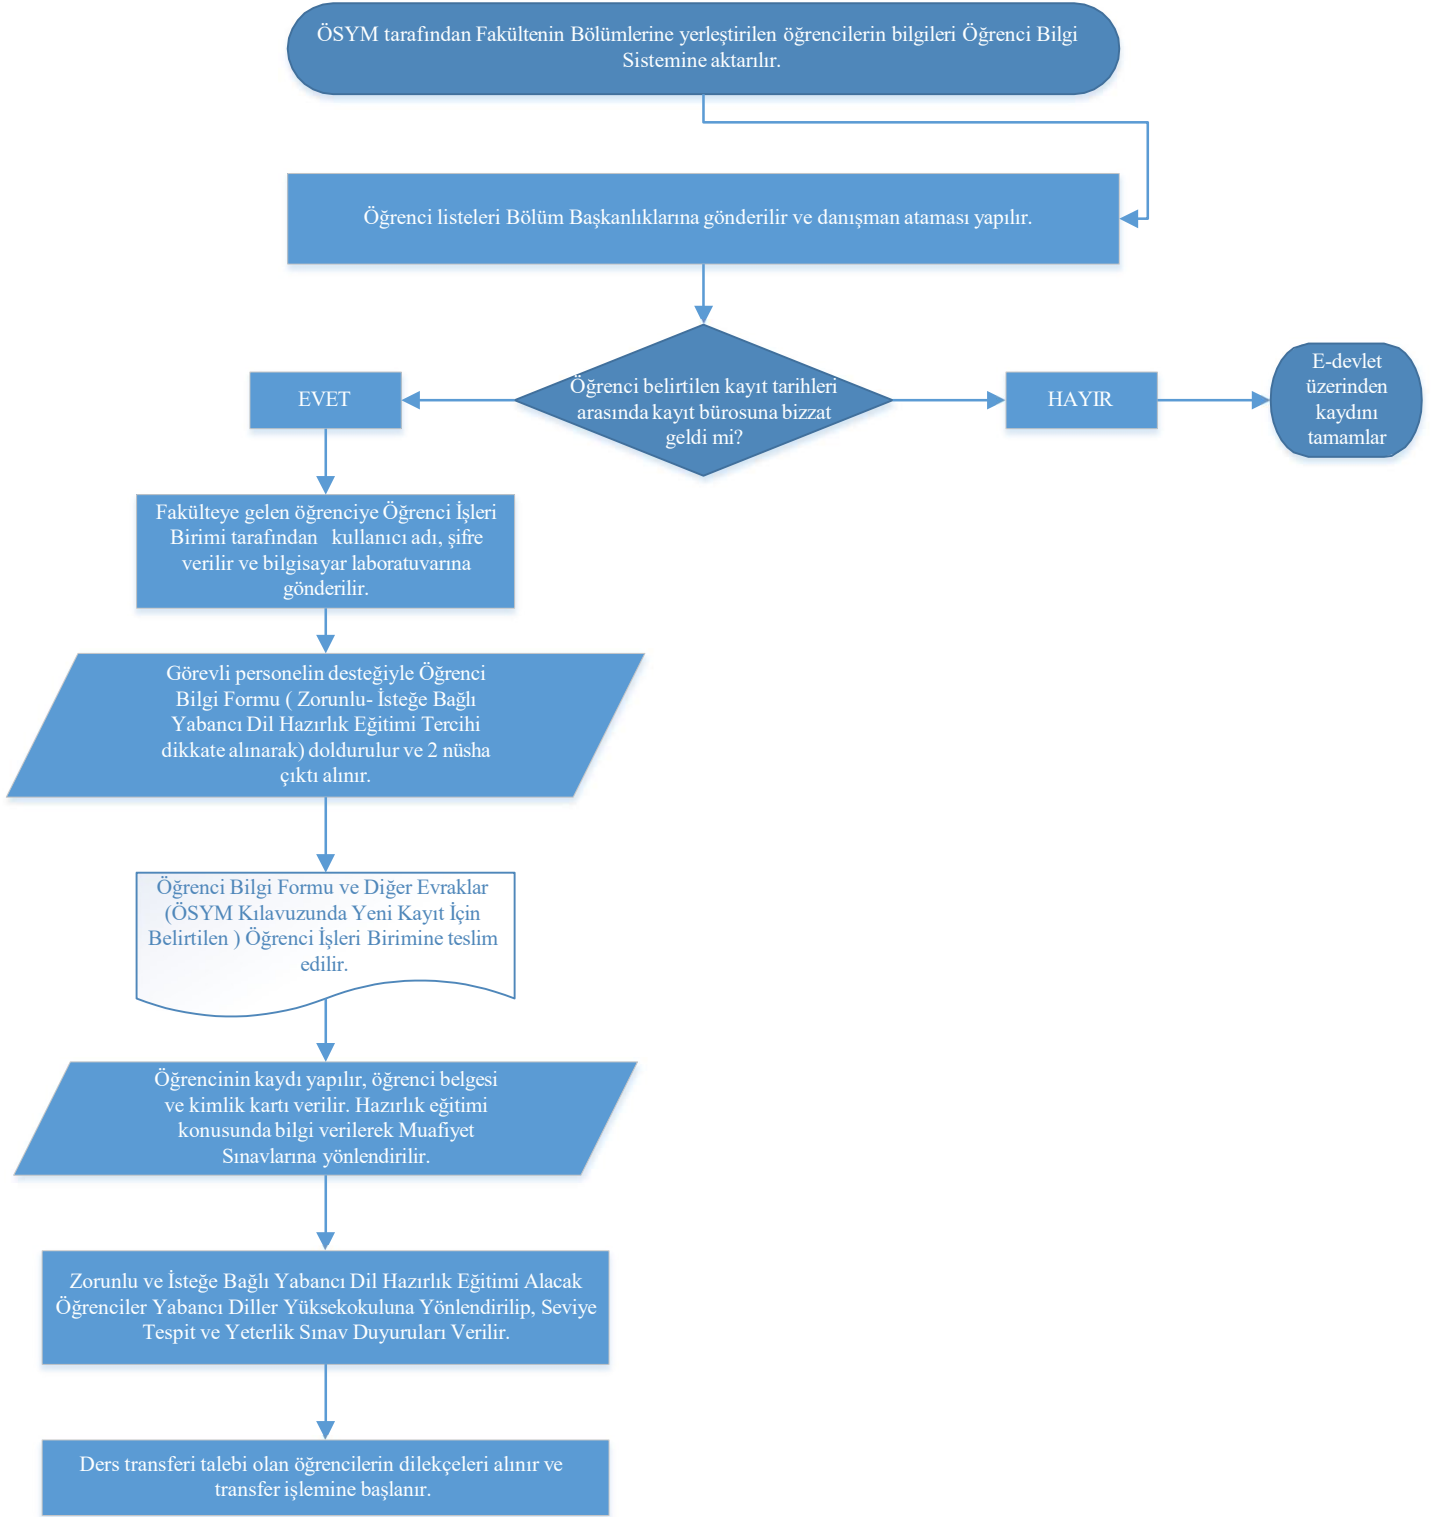 ÖSYM tarafından Fakültenin Bölümlerine yerleştirilen öğrencilerin bilgileri Öğrenci Bilgi
Sistemine aktarılır.
Öğrenci listeleri Bölüm Başkanlıklarına gönderilir ve danışman ataması yapılır.
Öğrenci belirtilen kayıt tarihleri
arasında kayıt bürosuna bizzat
geldi mi?
EVET
HAYIR
E-devlet
üzerinden
kaydını
tamamlar
Fakülteye gelen öğrenciye Öğrenci İşleri
Birimi tarafından kullanıcı adı, şifre
verilir ve bilgisayar laboratuvarına
gönderilir.
Görevli personelin desteğiyle Öğrenci
Bilgi Formu ( Zorunlu- İsteğe Bağlı
Yabancı Dil Hazırlık Eğitimi Tercihi
dikkate alınarak) doldurulur ve 2 nüsha
çıktı alınır.
Öğrenci Bilgi Formu ve Diğer Evraklar
(ÖSYM Kılavuzunda Yeni Kayıt İçin
Belirtilen ) Öğrenci İşleri Birimine teslim
edilir.
Öğrencinin kaydı yapılır, öğrenci belgesi
ve kimlik kartı verilir. Hazırlık eğitimi
konusunda bilgi verilerek Muafiyet
Sınavlarına yönlendirilir.
Zorunlu ve İsteğe Bağlı Yabancı Dil Hazırlık Eğitimi Alacak
Öğrenciler Yabancı Diller Yüksekokuluna Yönlendirilip, Seviye
Tespit ve Yeterlik Sınav Duyuruları Verilir.
Ders transferi talebi olan öğrencilerin dilekçeleri alınır ve
transfer işlemine başlanır.